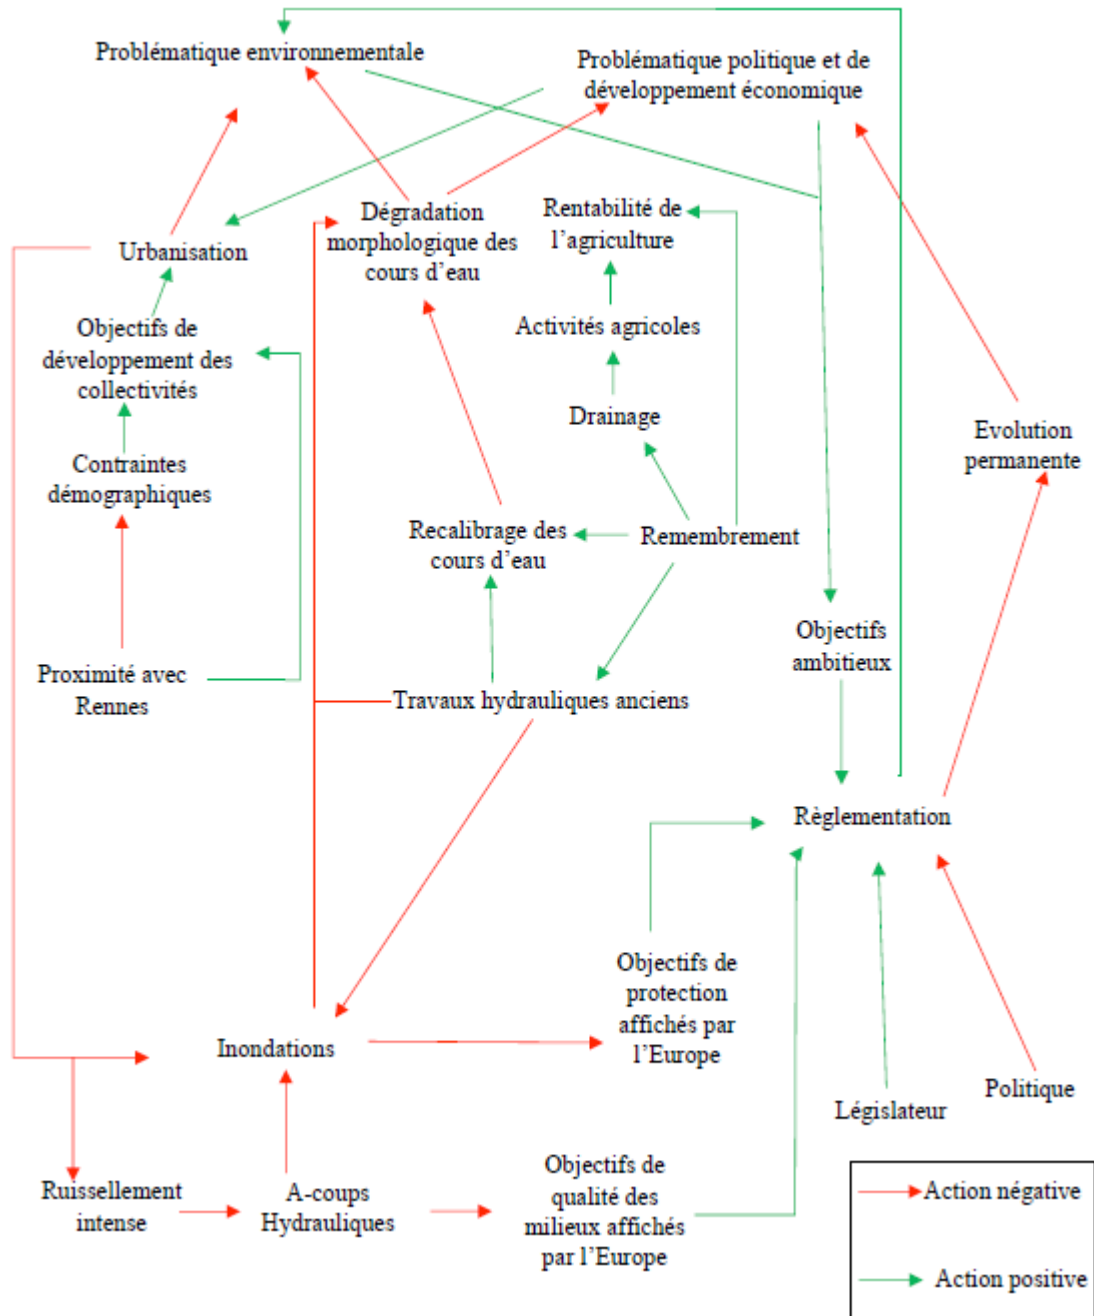 Problématique environnementale
Problématique politique et de
développement économique
Dégradation
morphologique des
cours d’eau
Rentabilité de
l’agriculture
Urbanisation
Objectifs de
développement des
collectivités
Activités agricoles
Drainage
Evolution
permanente
Contraintes
démographiques
Recalibrage des
cours d’eau
Remembrement
Objectifs
ambitieux
Proximité avec
Rennes
Travaux hydrauliques anciens
Règlementation
Objectifs de
protection
affichés par
l’Europe
Inondations
Politique
Législateur
Ruissellement
intense
A-coups
Hydrauliques
Objectifs de
qualité des
milieux affichés
par l’Europe
Action négative
Action positive